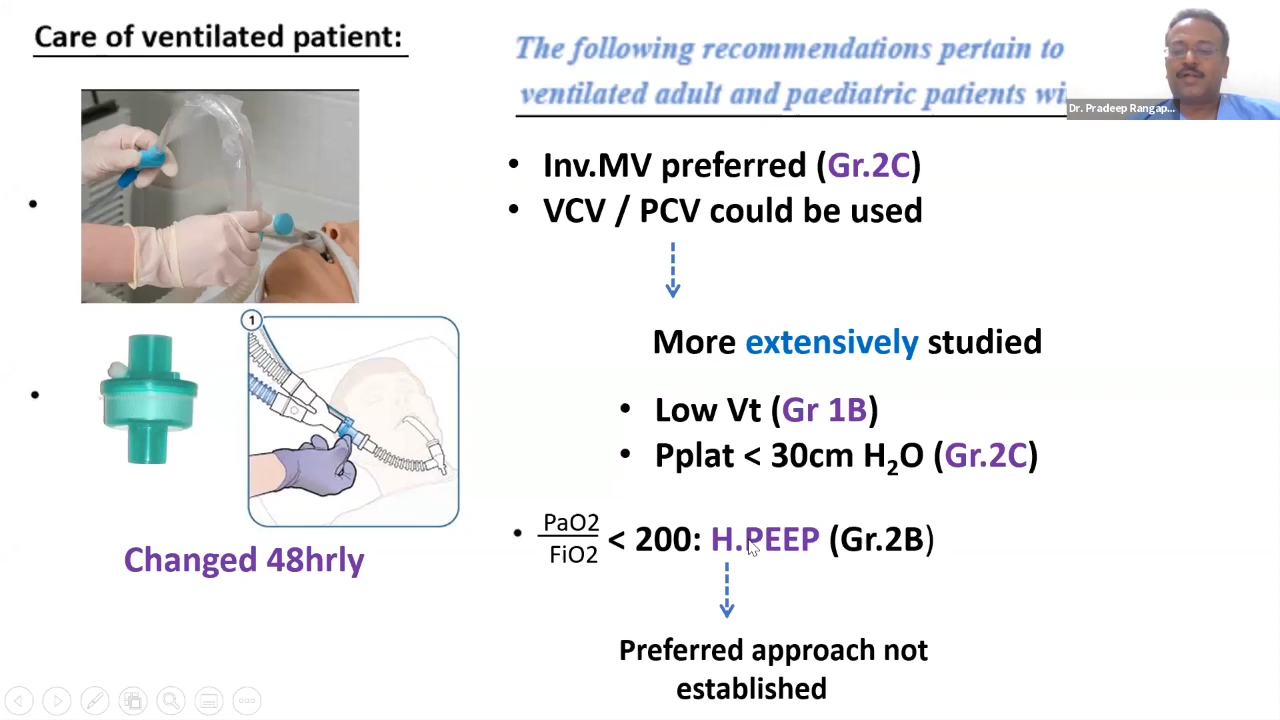 Care of ventilated patient:
The following recommendations pertain to
ventilated adult and paediatric patients wi
Dr. Pradeep Rangap...
• Inv.MV preferred (Gr.2C)
• VCV / PCV could be used
More extensively studied
1
• Low Vt (Gr 1B)
• Pplat < 30cm H₂O (Gr.2C)
• PaO2
FiO2
< 200: H.PEEP (Gr.2B)
Changed 48hrly
Preferred approach not
established